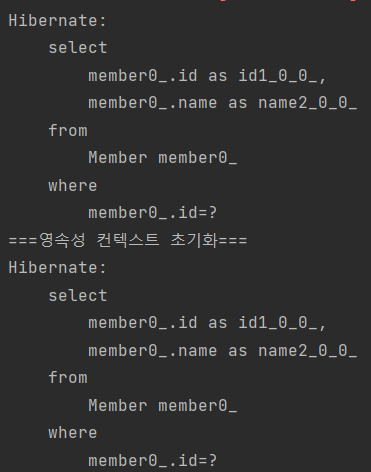 Hibernate:
    select
        member0_.id as id1_0_0_,
        member0_.name as name2_0_0_
    from
        Member member0_
    where
        member0_.id=?
===영속성 컨텍스트 초기화===
Hibernate:
    select
        member0_.id as id1_0_0_,
        member0_.name as name2_0_0_
    from
        Member member0_
    where
        member0_.id=?